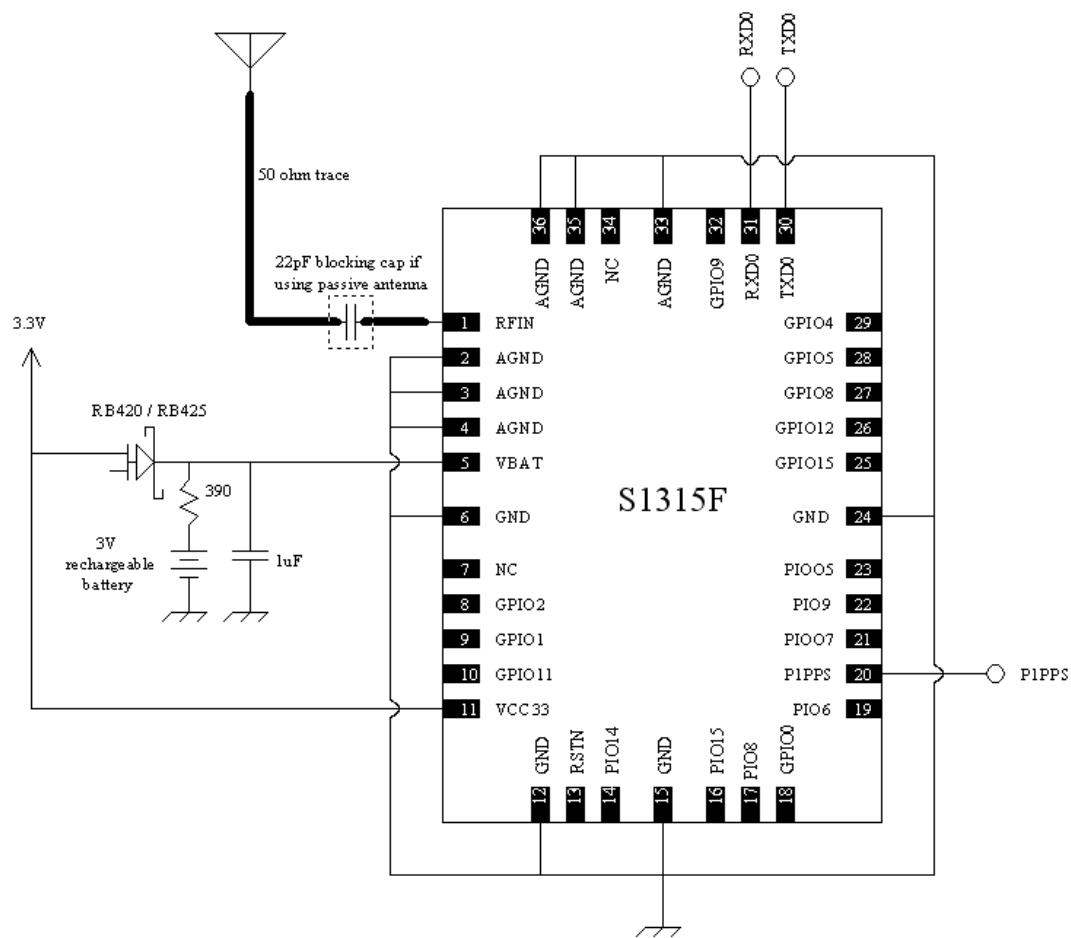 RXD0
TXD0
50 ohm trace
22pF blocking cap if
using passive antenna
3.3V
RB420 / RB425
390
3V
rechargeable
battery
1uF
S1315F
36
35
34
33
32
31
30
AGND
AGND
NC
AGND
GPIO9
RXD0
TXD0
1 RFIN
2 AGND
3 AGND
4 AGND
5 VBAT
6 GND
7 NC
8 GPIO2
9 GPIO1
10 GPIO11
11 VCC33
GPIO4 29
GPIO5 28
GPIO8 27
GPIO12 26
GPIO15 25
GND 24
PIO05 23
PIO9 22
PIO07 21
P1PPS 20
PIO6 19
P1PPS
GND
RSTN
PIO14
GND
PIO15
PIO8
GPIO0
12
13
14
15
16
17
18